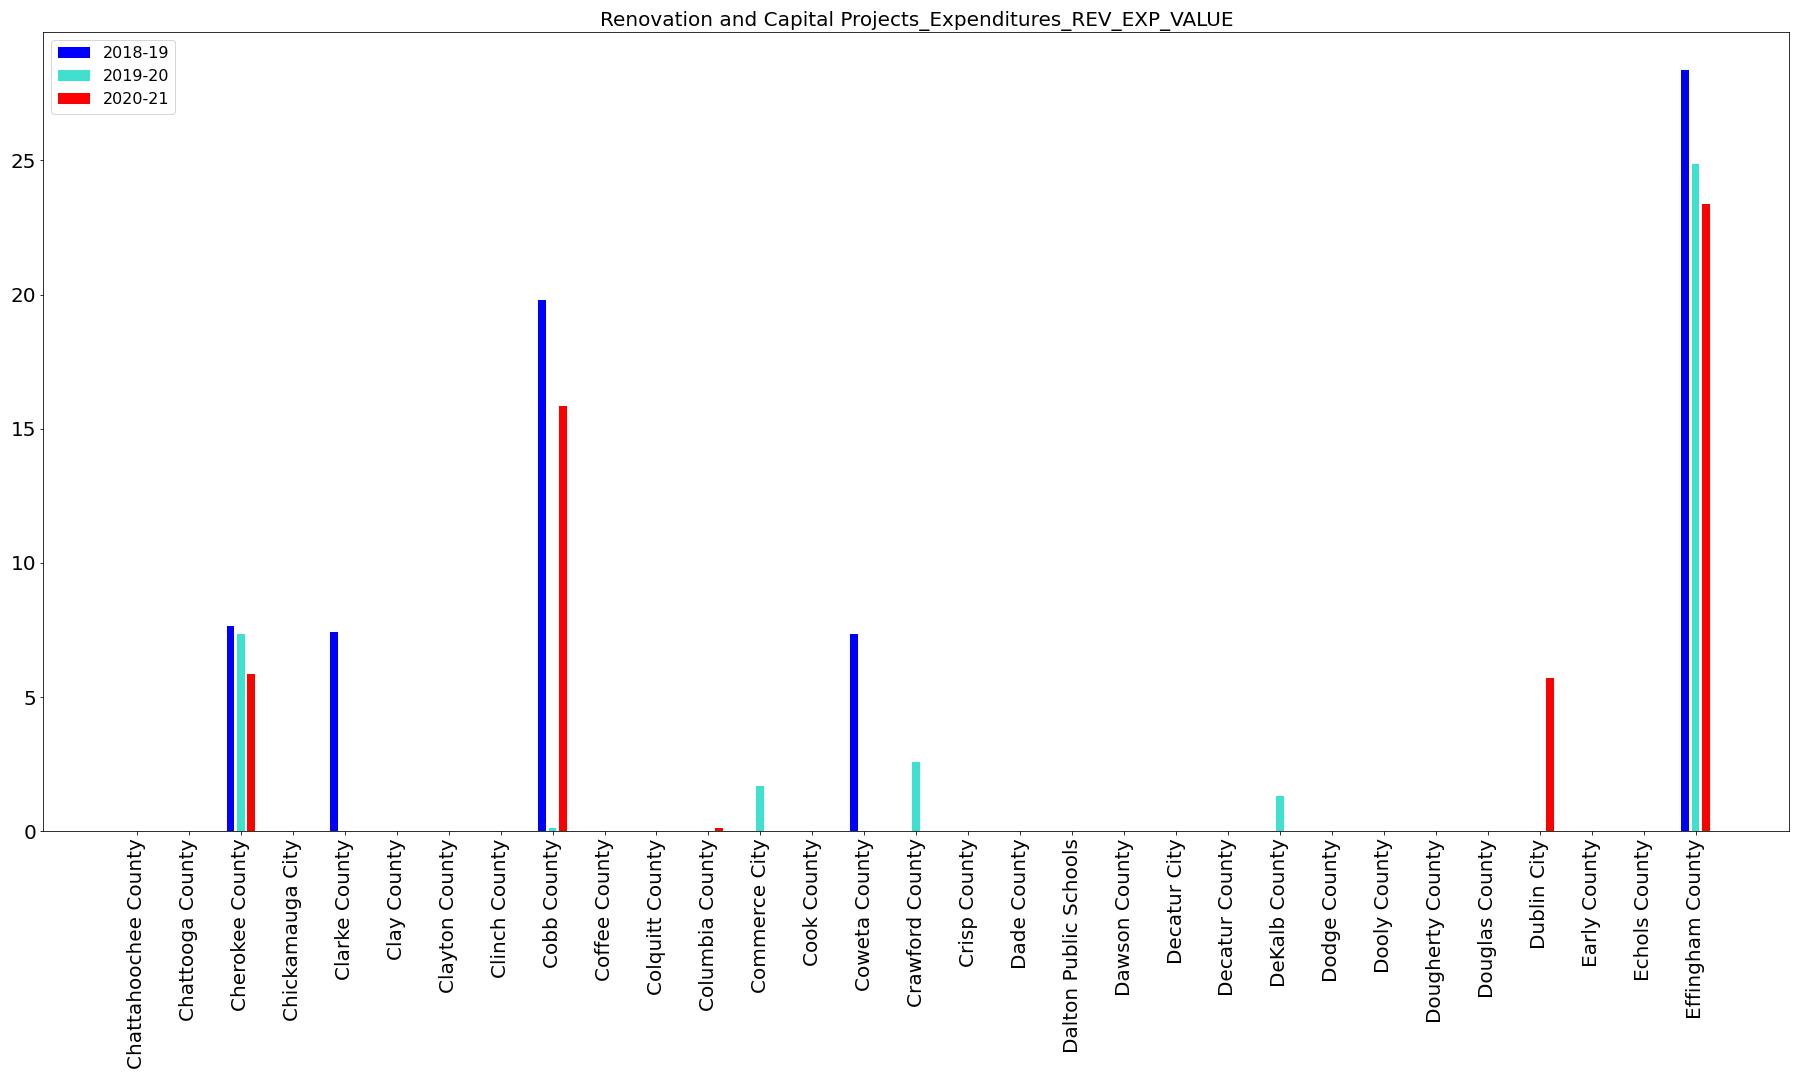 Renovation and Capital Projects_Expenditures_REV_EXP_VALUE
2018-19
2019-20
2020-21
25
20
15
10
5
0
Chattahoochee County
Chattooga County
Cherokee County
Chickamauga City
Clarke County
Clay County
Clayton County
Clinch County
Cobb County
Coffee County
Colquitt County
Columbia County
Commerce City
Cook County
Coweta County
Crawford County
Crisp County
Dade County
Dalton Public Schools
Dawson County
Decatur City
Decatur County
DeKalb County
Dodge County
Dooly County
Dougherty County
Douglas County
Dublin City
Early County
Echols County
Effingham County